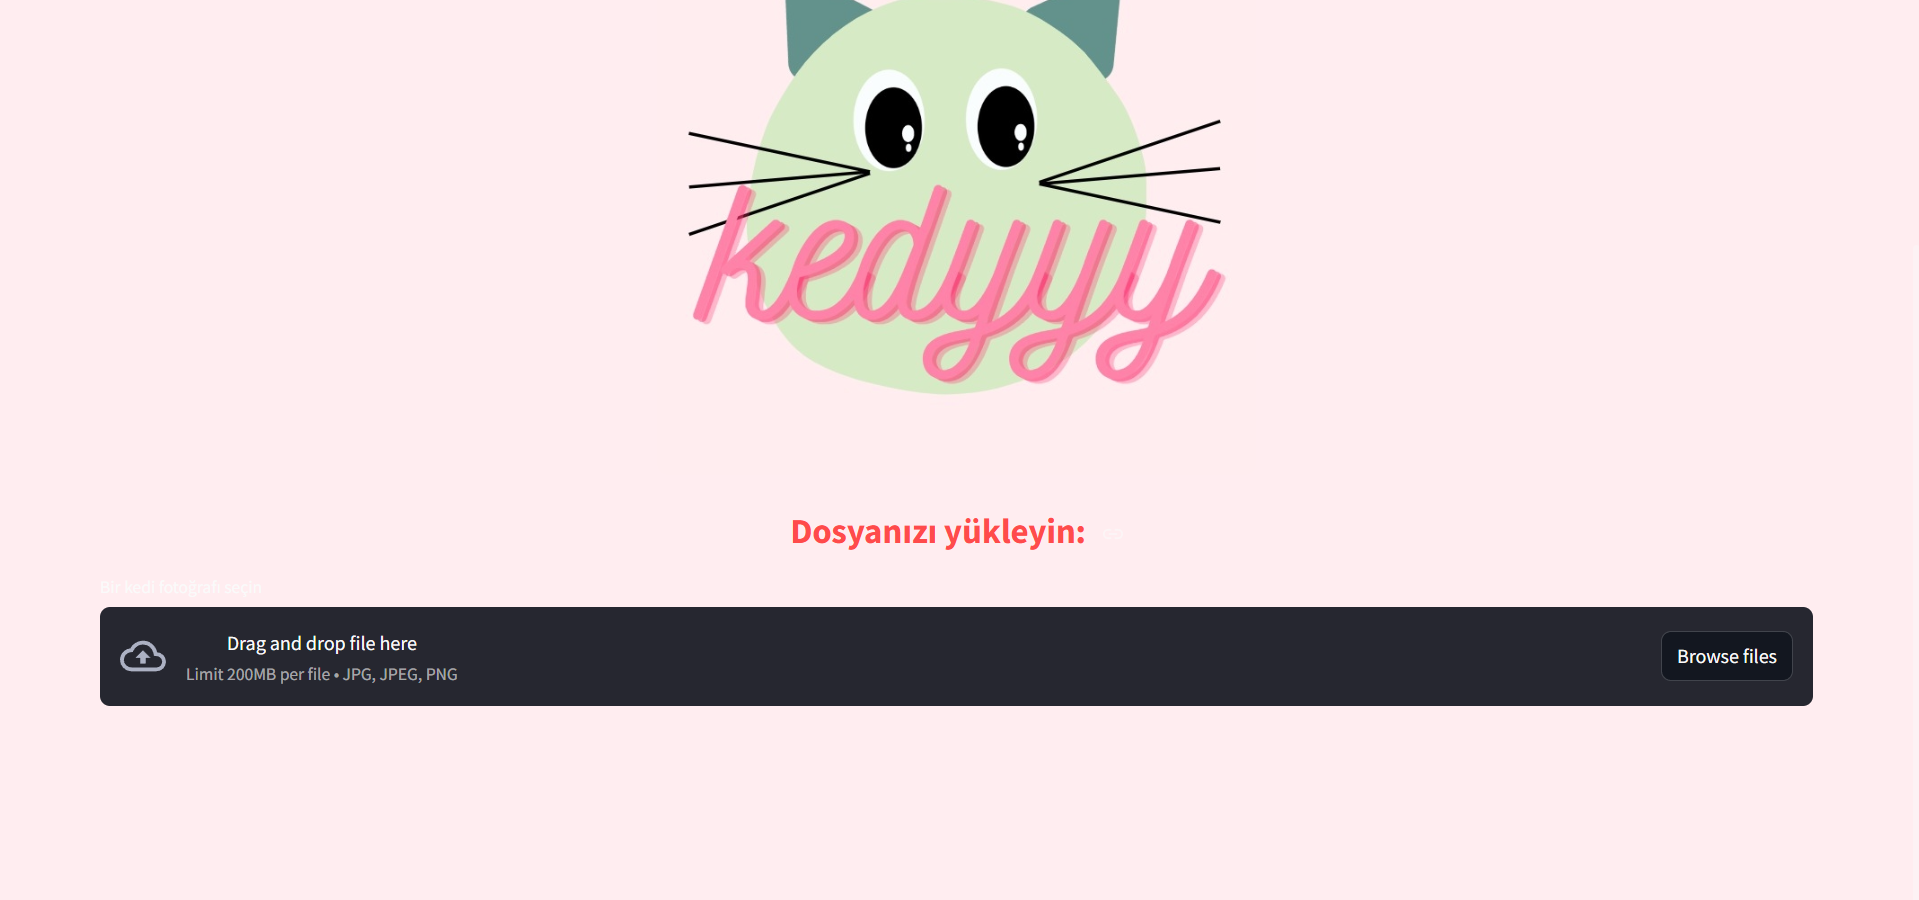 kedyyy
Dosyanızı yükleyin:
Bir kedi fotoğrafı seçin
Drag and drop file here
Limit 200MB per file • JPG, JPEG, PNG
Browse files